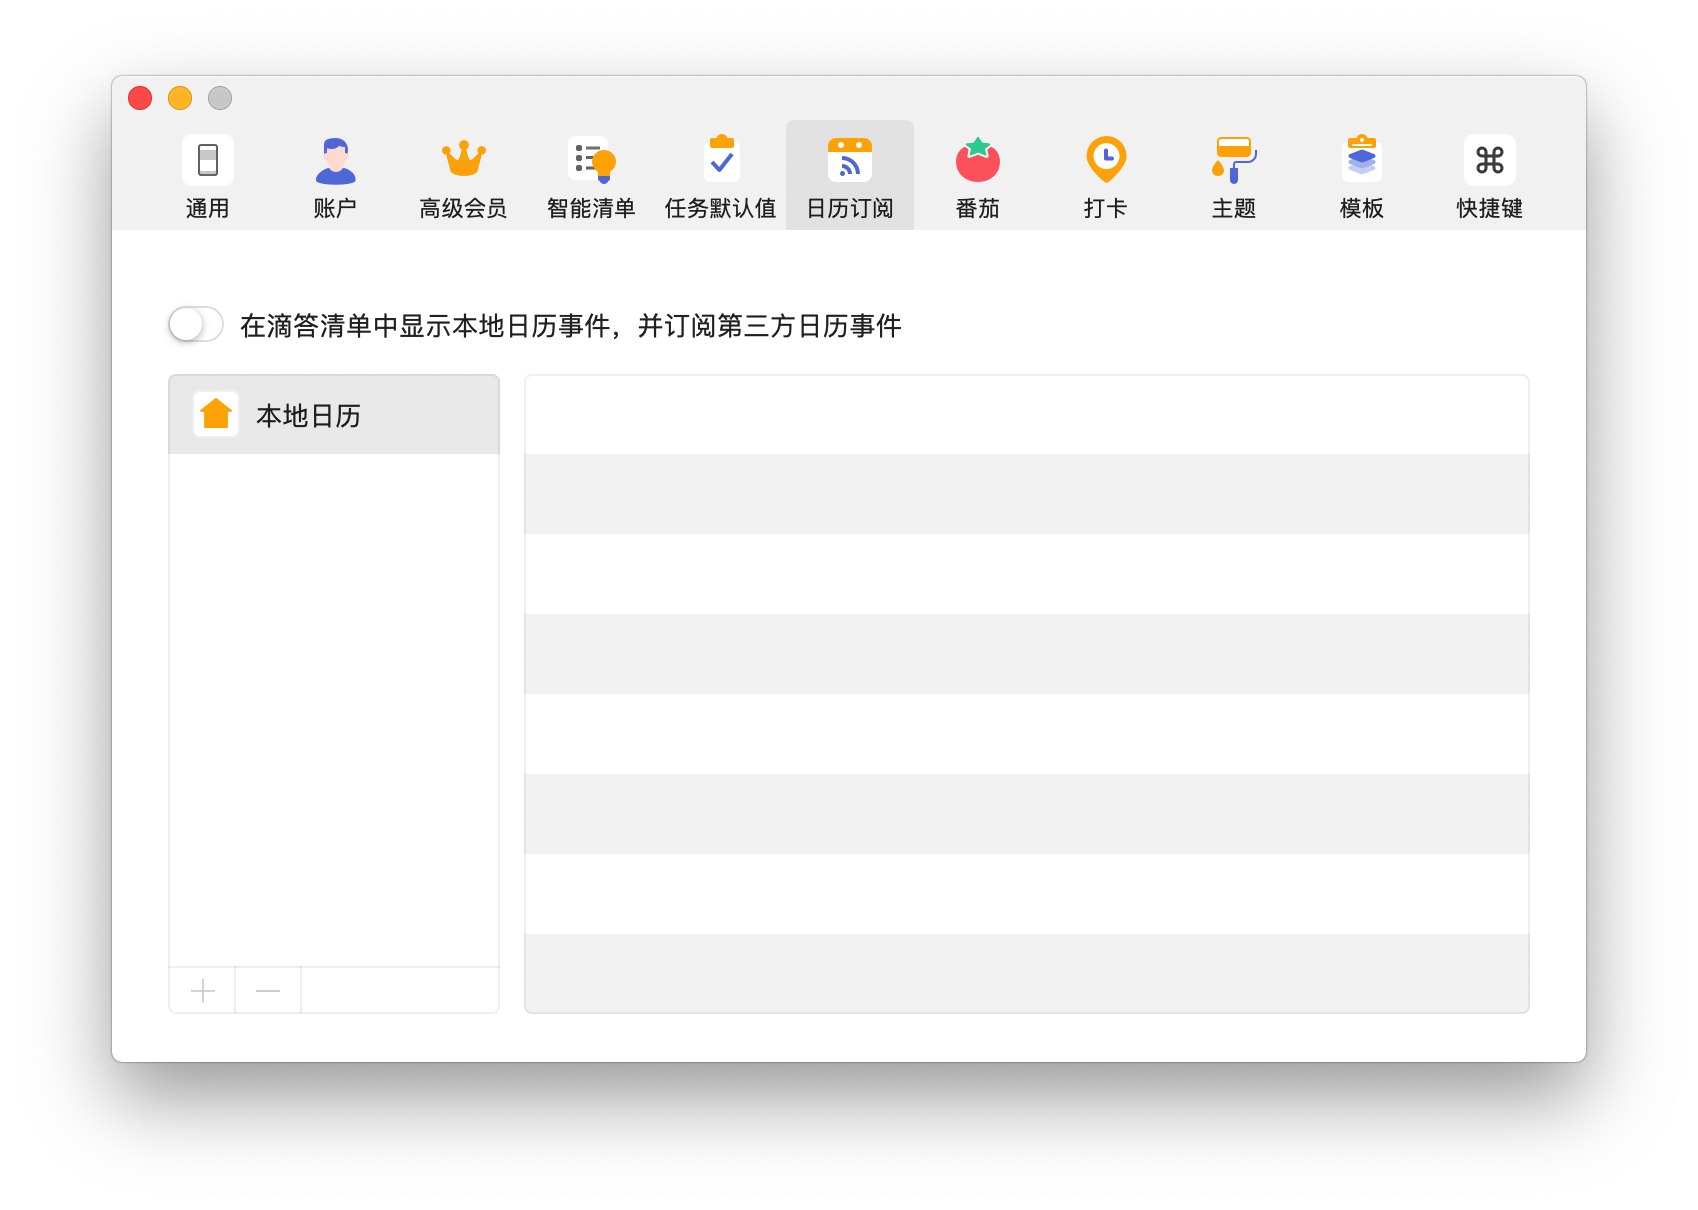 通用 账户 高级会员 智能清单 任务默认值 日历订阅 番茄 打卡 主题 模板 快捷键
在滴答清单中显示本地日历事件，并订阅第三方日历事件
本地日历